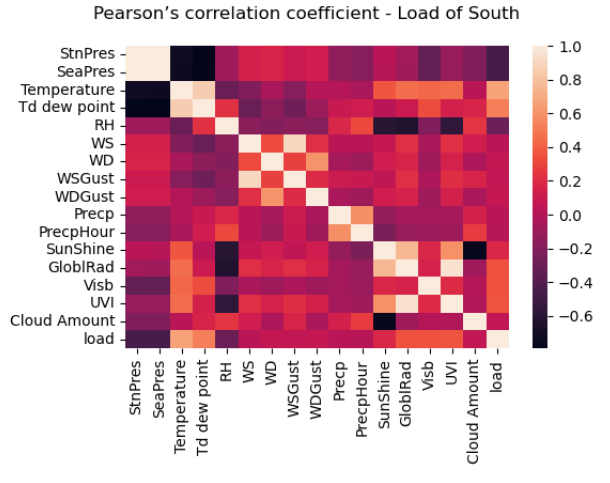 Pearson’s correlation coefficient - Load of South
StnPres
SeaPres
Temperature
Td dew point
RH
WS
WD
WSGust
WDGust
Precp
PrecpHour
SunShine
GloblRad
Visb
UVI
Cloud Amount
load
StnPres
SeaPres
Temperature
Td dew point
RH
WS
WD
WSGust
WDGust
Precp
PrecpHour
SunShine
GloblRad
Visb
UVI
Cloud Amount
load
1.0
0.8
0.6
0.4
0.2
0.0
−0.2
−0.4
−0.6